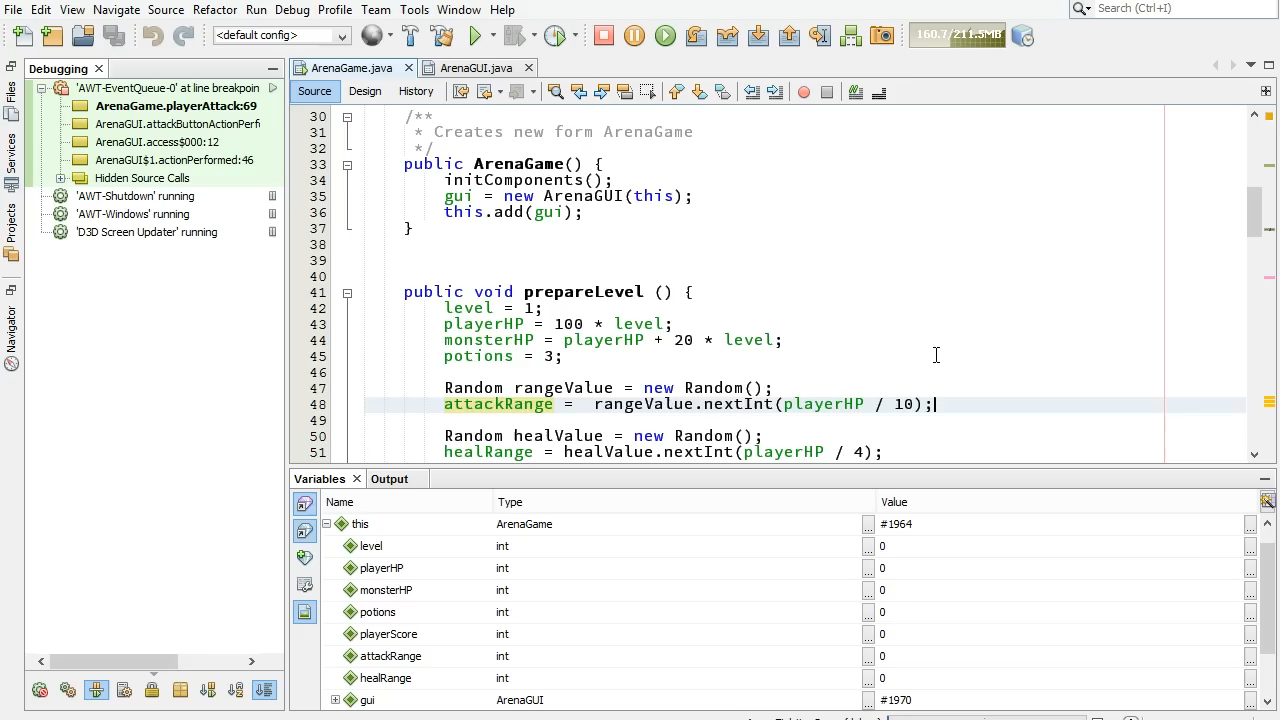 File Edit View Navigate Source Refactor Run Debug Profile Team Tools Window Help
Search (Ctrl+I)
<default config>
160.7/211.5MB
Debugging
ArenaGame.java
ArenaGUI.java
Source Design History
Files
Services
Projects
Navigator
'AWT-EventQueue-0' at line breakpoin
ArenaGame.playerAttack:69
ArenaGUI.attackButtonActionPerf
ArenaGUI.access$000:12
ArenaGUI$1.actionPerformed:46
Hidden Source Calls
'AWT-Shutdown' running
'AWT-Windows' running
'D3D Screen Updater' running
30 /**
31 * Creates new form ArenaGame
32 */
33 public ArenaGame() {
34 initComponents();
35 gui = new ArenaGUI(this);
36 this.add(gui);
37 }
38
39
40
41 public void prepareLevel () {
42 level = 1;
43 playerHP = 100 * level;
44 monsterHP = playerHP + 20 * level;
45 potions = 3;
46
47 Random rangeValue = new Random();
48 attackRange = rangeValue.nextInt(playerHP / 10);
49
50 Random healValue = new Random();
51 healRange = healValue.nextInt(playerHP / 4);
Variables Output
Name Type Value
this ArenaGame ... #1964 ...
level int ... 0 ...
playerHP int ... 0 ...
monsterHP int ... 0 ...
potions int ... 0 ...
playerScore int ... 0 ...
attackRange int ... 0 ...
healRange int ... 0 ...
gui ArenaGUI ... #1970 ...